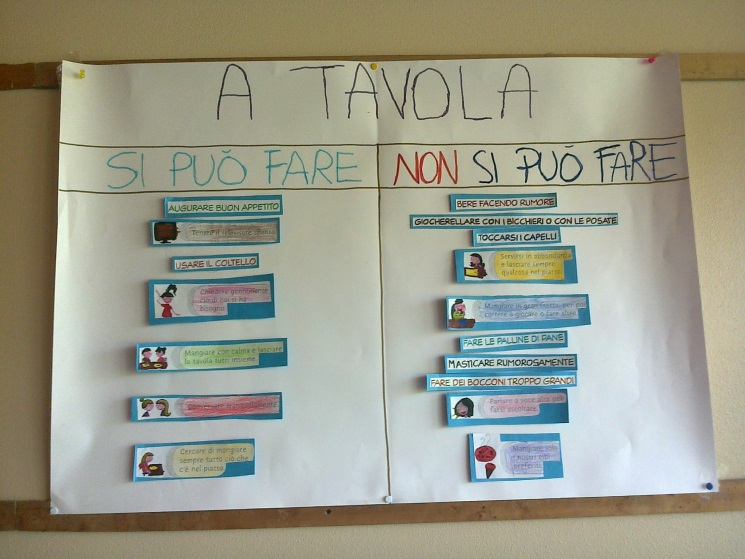 A TAVOLA
SI PUÒ FARE
AUGURARE BUON APPETITO
Tenere il televisore spento
USARE IL COLTELLO
Chiedere gentilmente
ciò di cui si ha
bisogno
Mangiare con calma e lasciare
la tavola tutti insieme
Cercare di mangiare
sempre tutto ciò che
c'è nel piatto
NON SI PUÒ FARE
BERE FACENDO RUMORE
GIOCHERELLARE CON I BICCHIERI O CON LE POSATE
TOCCARSI I CAPELLI
Servirsi in abbondanza
e lasciare sempre
qualcosa nel piatto
Mangiare in gran fretta, per poi
correre a giocare o fare altro
FARE LE PALLINE DI PANE
MASTICARE RUMOROSAMENTE
FARE DEI BOCCONI TROPPO GRANDI
Parlare a voce alta per
farsi ascoltare
Mangiare solo
i nostri cibi
preferiti